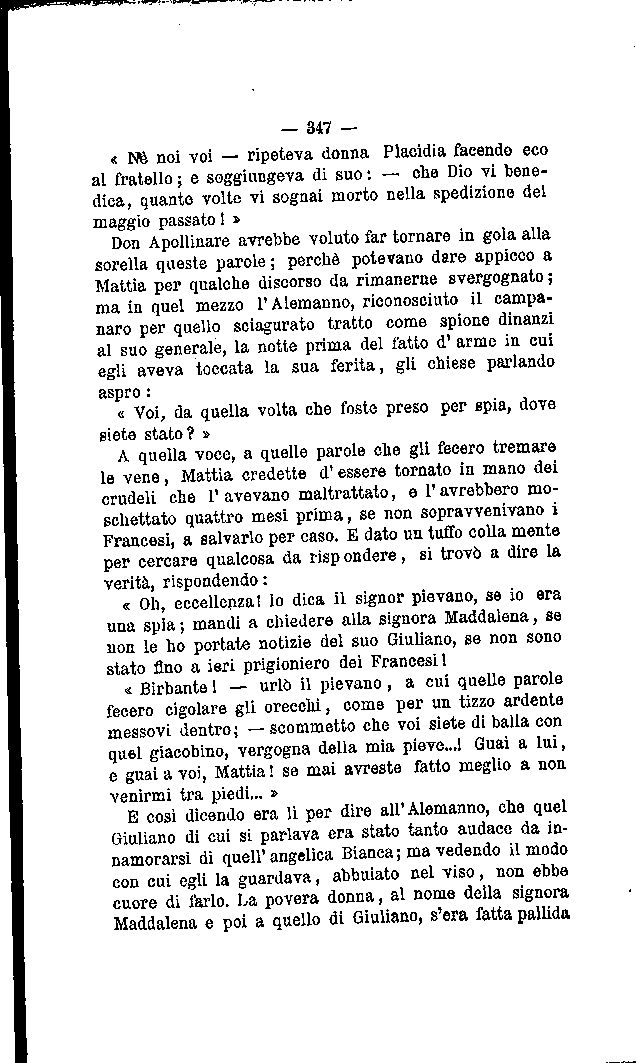 — 347 —
« Nè noi voi — ripeteva donna Placidia facendo eco
al fratello; e soggiungeva di suo: — che Dio vi bene-
dica, quante volte vi sognai morto nella spedizione del
maggio passato! »
Don Apollinare avrebbe voluto far tornare in gola alla
sorella queste parole; perchè potevano dare appicco a
Mattia per qualche discorso da rimanerne svergognato;
ma in quel mezzo l'Alemanno, riconosciuto il campa-
naro per quello sciagurato tratto come spione dinanzi
al suo generale, la notte prima del fatto d'arme in cui
egli aveva toccata la sua ferita, gli chiese parlando
aspro:
« Voi, da quella volta che foste preso per spia, dove
siete stato? »
A quella voce, a quelle parole che gli fecero tremare
le vene, Mattia credette d'essere tornato in mano dei
crudeli che l'avevano maltrattato, e l'avrebbero mo-
schettato quattro mesi prima, se non sopravvenivano i
Francesi, a salvarlo per caso. E dato un tuffo colla mente
per cercare qualcosa da rispondere, si trovò a dire la
verità, rispondendo:
« Oh, eccellenza! lo dica il signor pievano, se io era
una spia; mandi a chiedere alla signora Maddalena, se
non le ho portate notizie del suo Giuliano, se non sono
stato fino a ieri prigioniero dei Francesi!
« Birbante! — urlò il pievano, a cui quelle parole
fecero cigolare gli orecchi, come per un tizzo ardente
messovi dentro; — scommetto che voi siete di balla con
quel giacobino, vergogna della mia pieve...! Guai a lui,
e guai a voi, Mattia! se mai avreste fatto meglio a non
venirmi tra piedi... »
E così dicendo era lì per dire all'Alemanno, che quel
Giuliano di cui si parlava era stato tanto audace da in-
namorarsi di quell'angelica Bianca; ma vedendo il modo
con cui egli la guardava, abbuiato nel viso, non ebbe
cuore di farlo. La povera donna, al nome della signora
Maddalena e poi a quello di Giuliano, s'era fatta pallida